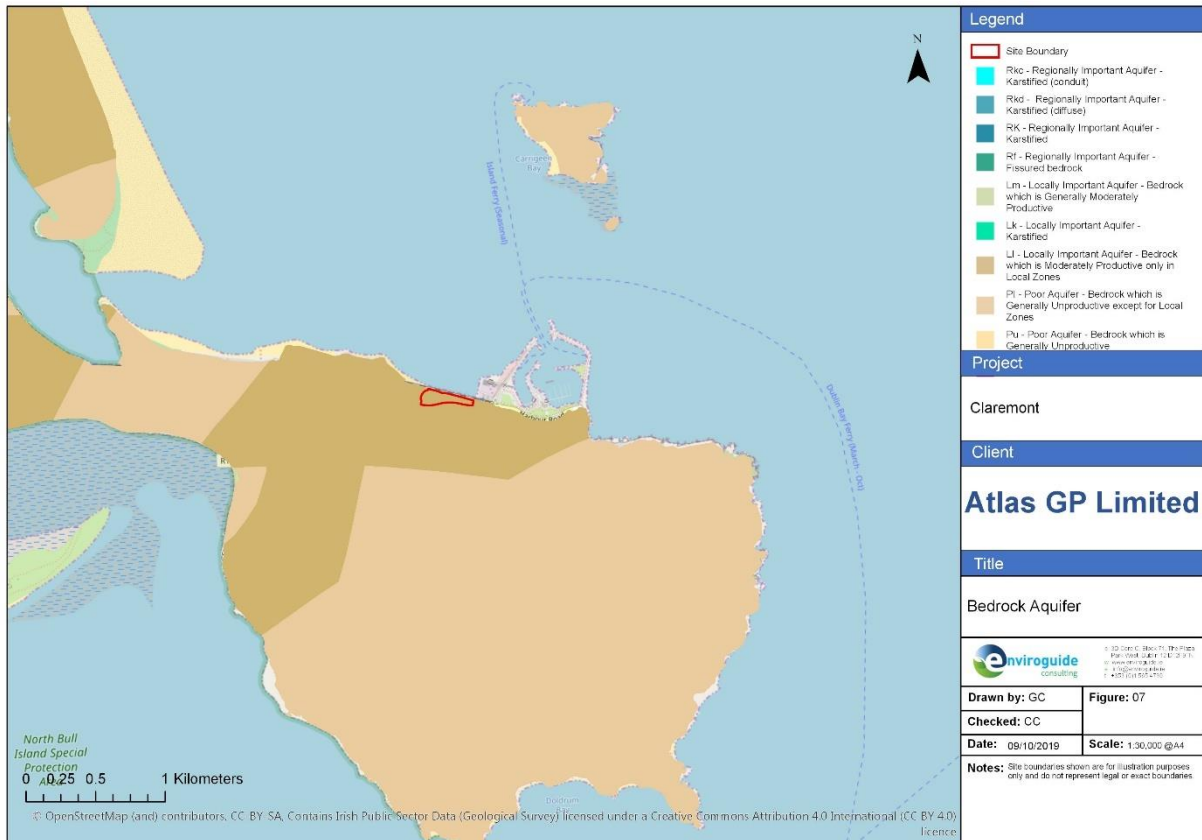 N
Island Ferry (Seasonal)
Carrigeen
Bay
Dublin Bay Ferry (March - Oct)
North Bull
Island Special
Protection
Area
0 0.25 0.5 1 Kilometers
Doldrum
Bay
© OpenStreetMap (and) contributors, CC BY SA, Contains Irish Public Sector Data (Geological Survey) licensed under a Creative Commons Attribution 4.0 International (CC BY 4.0)
licence
Legend
Site Boundary
Rkc - Regionally Important Aquifer -
Karstified (conduit)
Rkd - Regionally Important Aquifer -
Karstified (diffuse)
RK - Regionally Important Aquifer -
Karstified
Rf - Regionally Important Aquifer -
Fissured bedrock
Lm - Locally Important Aquifer - Bedrock
which is Generally Moderately
Productive
Lk - Locally Important Aquifer -
Karstified
Ll - Locally Important Aquifer - Bedrock
which is Moderately Productive only in
Local Zones
Pl - Poor Aquifer - Bedrock which is
Generally Unproductive except for Local
Zones
Pu - Poor Aquifer - Bedrock which is
Generally Unproductive
Project
Claremont
Client
Atlas GP Limited
Title
Bedrock Aquifer
enviroguide
consulting
Drawn by: GC
Figure: 07
Checked: CC
Date: 09/10/2019
Scale: 1:30,000 @A4
Notes: Site boundaries shown are for illustration purposes
only and do not represent legal or exact boundaries.